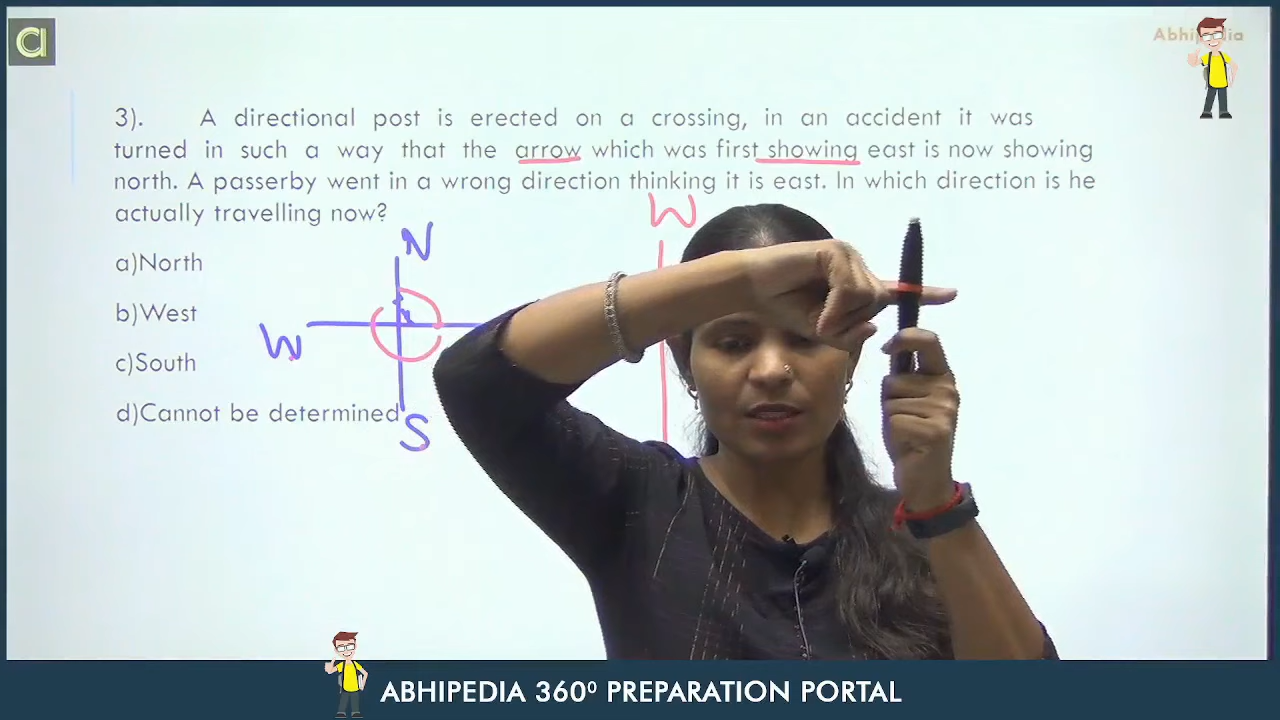 a
Abhipedia
3). A directional post is erected on a crossing, in an accident it was
turned in such a way that the arrow which was first showing east is now showing
north. A passerby went in a wrong direction thinking it is east. In which direction is he
actually travelling now?
a)North
b)West
c)South
d)Cannot be determined
N
W
S
W
ABHIPEDIA 360⁰ PREPARATION PORTAL